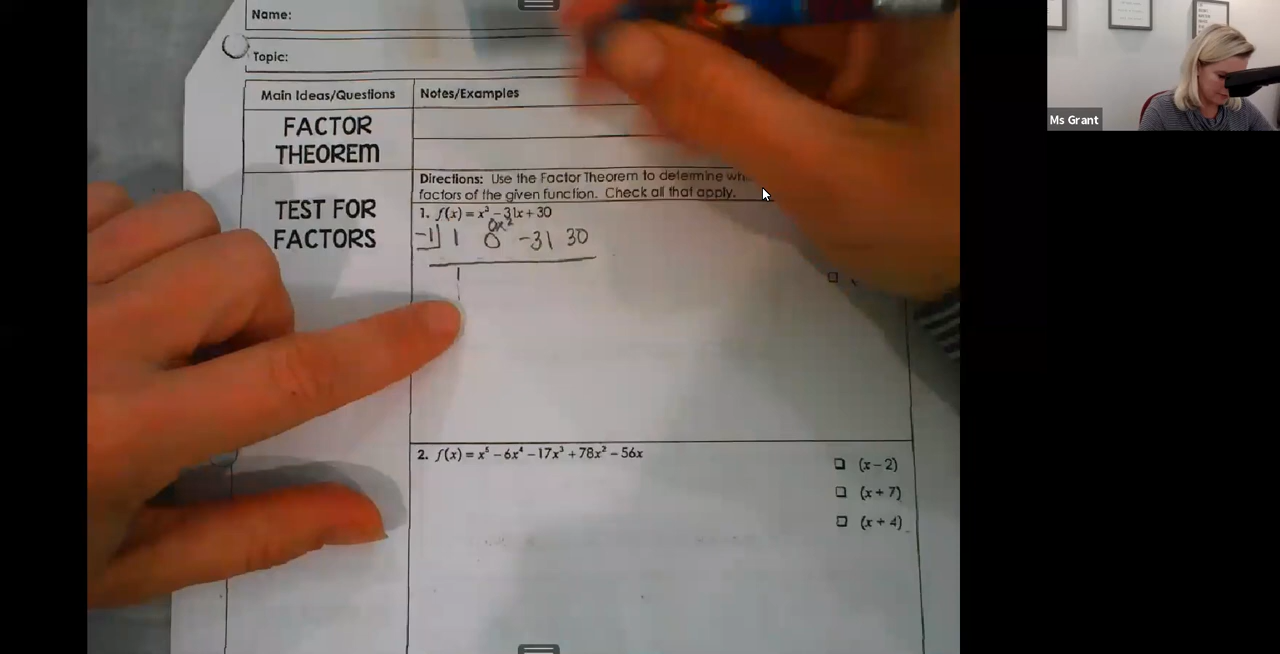 Name:
Topic:
Main Ideas/Questions
Notes/Examples
FACTOR
THEOREM
Directions: Use the Factor Theorem to determine
factors of the given function. Check all that apply.
TEST FOR
FACTORS
1. f(x) = x³ − 31x + 30
0x²
-1 1 0 -31 30
1
2. f(x) = x⁵ − 6x⁴ − 17x³ + 78x² − 56x
(x − 2)
(x + 7)
(x + 4)
Ms Grant